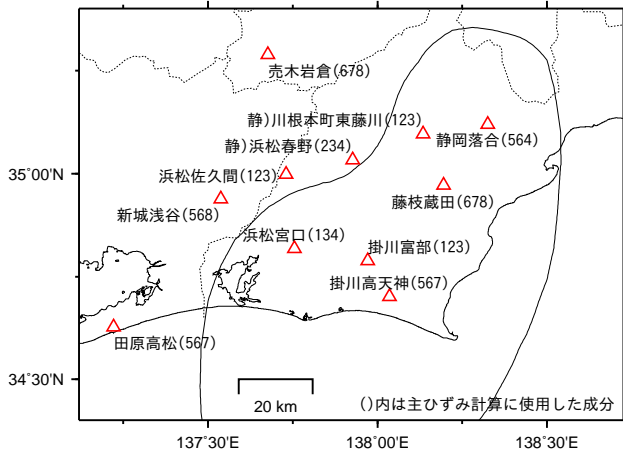 売木岩倉(678)
静)川根本町東藤川(123)
静岡落合(564)
静)浜松春野(234)
浜松佐久間(123)
35°00'N
藤枝蔵田(678)
新城浅谷(568)
浜松宮口(134)
掛川富部(123)
掛川高天神(567)
田原高松(567)
34°30'N
20 km
()内は主ひずみ計算に使用した成分
137°30'E
138°00'E
138°30'E